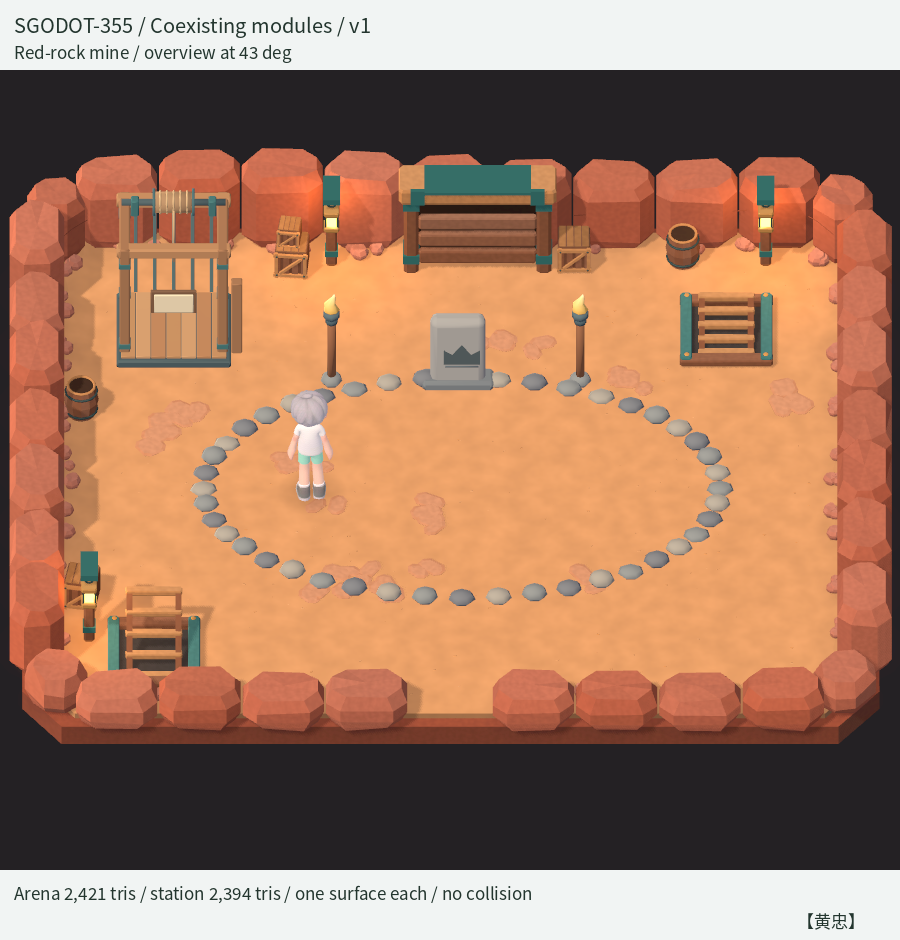 SGODOT-355 / Coexisting modules / v1
Red-rock mine / overview at 43 deg
Arena 2,421 tris / station 2,394 tris / one surface each / no collision
【黄忠】